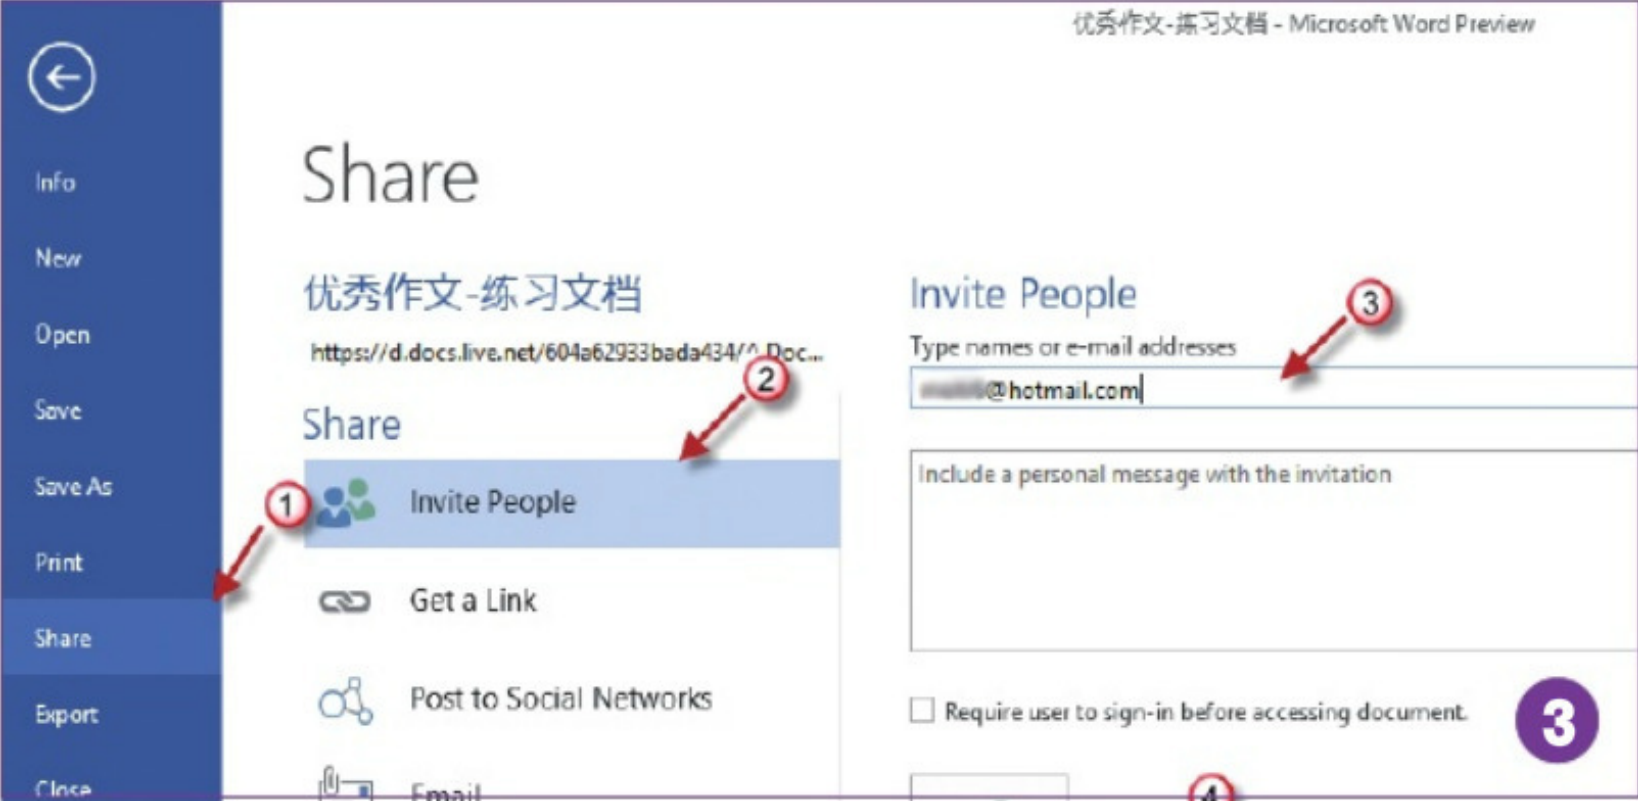 优秀作文-练习文档 - Microsoft Word Preview
Info
New
Open
Save
Save As
Print
Share
Export
Close
Share
优秀作文-练习文档
https://d.docs.live.net/604a62933bada434/^.Doc...
Share
Invite People
Get a Link
Post to Social Networks
Email
Invite People
Type names or e-mail addresses
@hotmail.com
Include a personal message with the invitation
Require user to sign-in before accessing document.
1
2
3
4
3